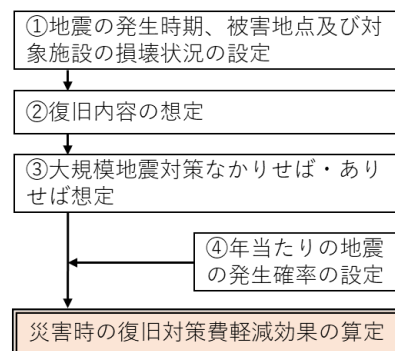 ①地震の発生時期、被害地点及び対
象施設の損壊状況の設定
②復旧内容の想定
③大規模地震対策なかりせば・あり
せば想定
④年当たりの地震
の発生確率の設定
災害時の復旧対策費軽減効果の算定